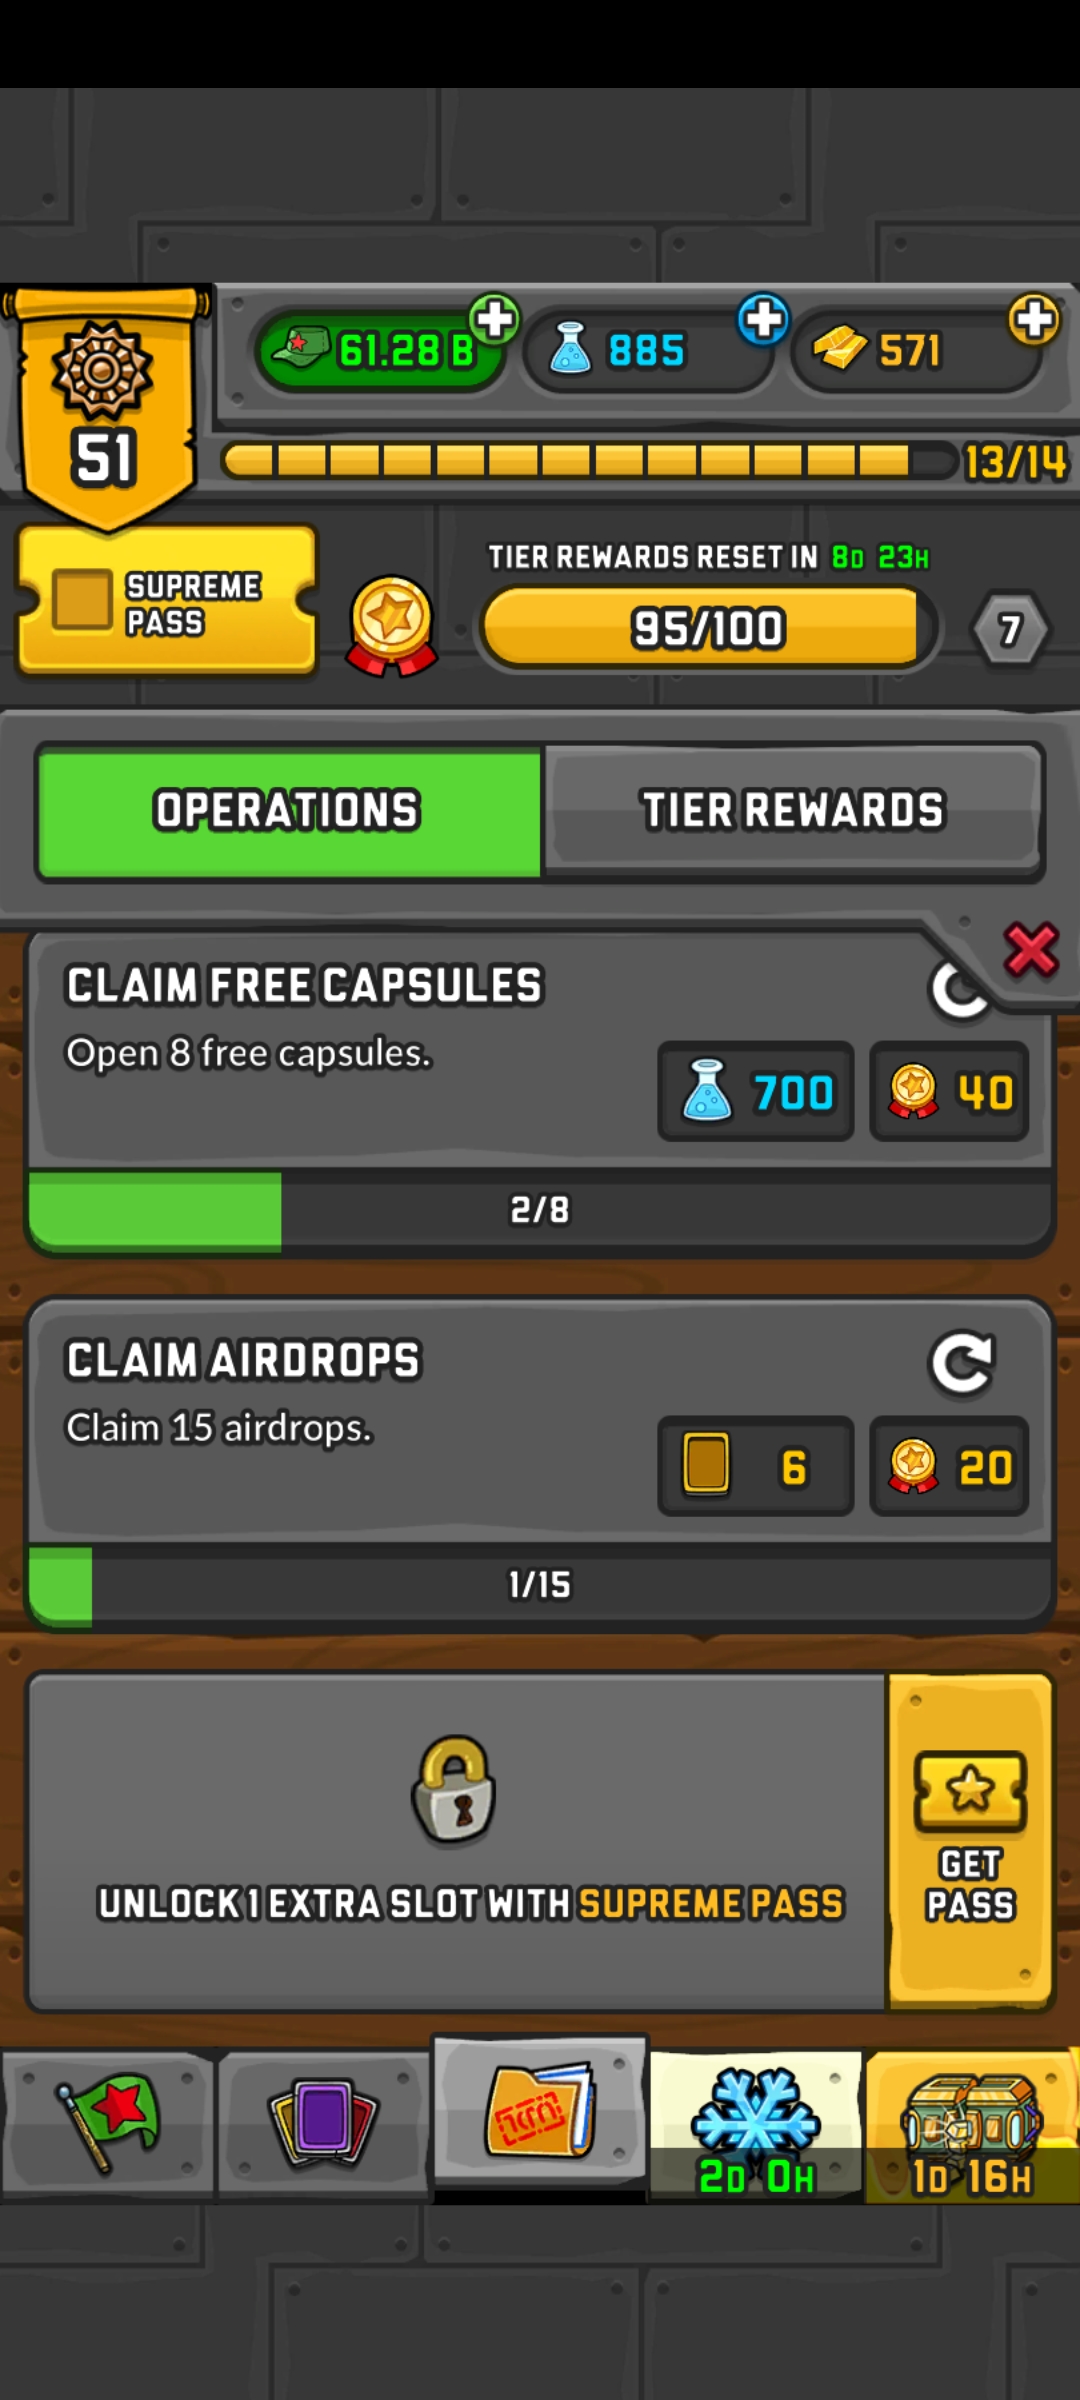 61.28 B
885
571
51
13/14
SUPREME
PASS
TIER REWARDS RESET IN 8D 23H
95/100
7
OPERATIONS
TIER REWARDS
CLAIM FREE CAPSULES
Open 8 free capsules.
700
40
2/8
CLAIM AIRDROPS
Claim 15 airdrops.
6
20
1/15
UNLOCK 1 EXTRA SLOT WITH SUPREME PASS
GET
PASS
2D 0H
1D 16H